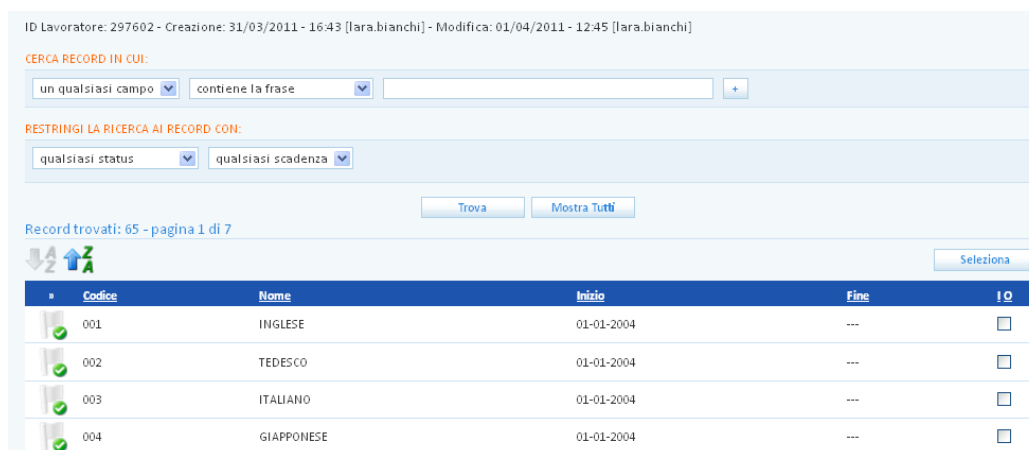 ID Lavoratore: 297602 - Creazione: 31/03/2011 - 16:43 [lara.bianchi] - Modifica: 01/04/2011 - 12:45 [lara.bianchi]
CERCA RECORD IN CUI:
un qualsiasi campo contiene la frase +
RESTRINGI LA RICERCA AI RECORD CON:
qualsiasi status qualsiasi scadenza
Trova Mostra Tutti
Record trovati: 65 - pagina 1 di 7
A Z Z A Seleziona
Codice Nome Inizio Fine I O
001 INGLESE 01-01-2004 ---
002 TEDESCO 01-01-2004 ---
003 ITALIANO 01-01-2004 ---
004 GIAPPONESE 01-01-2004 ---